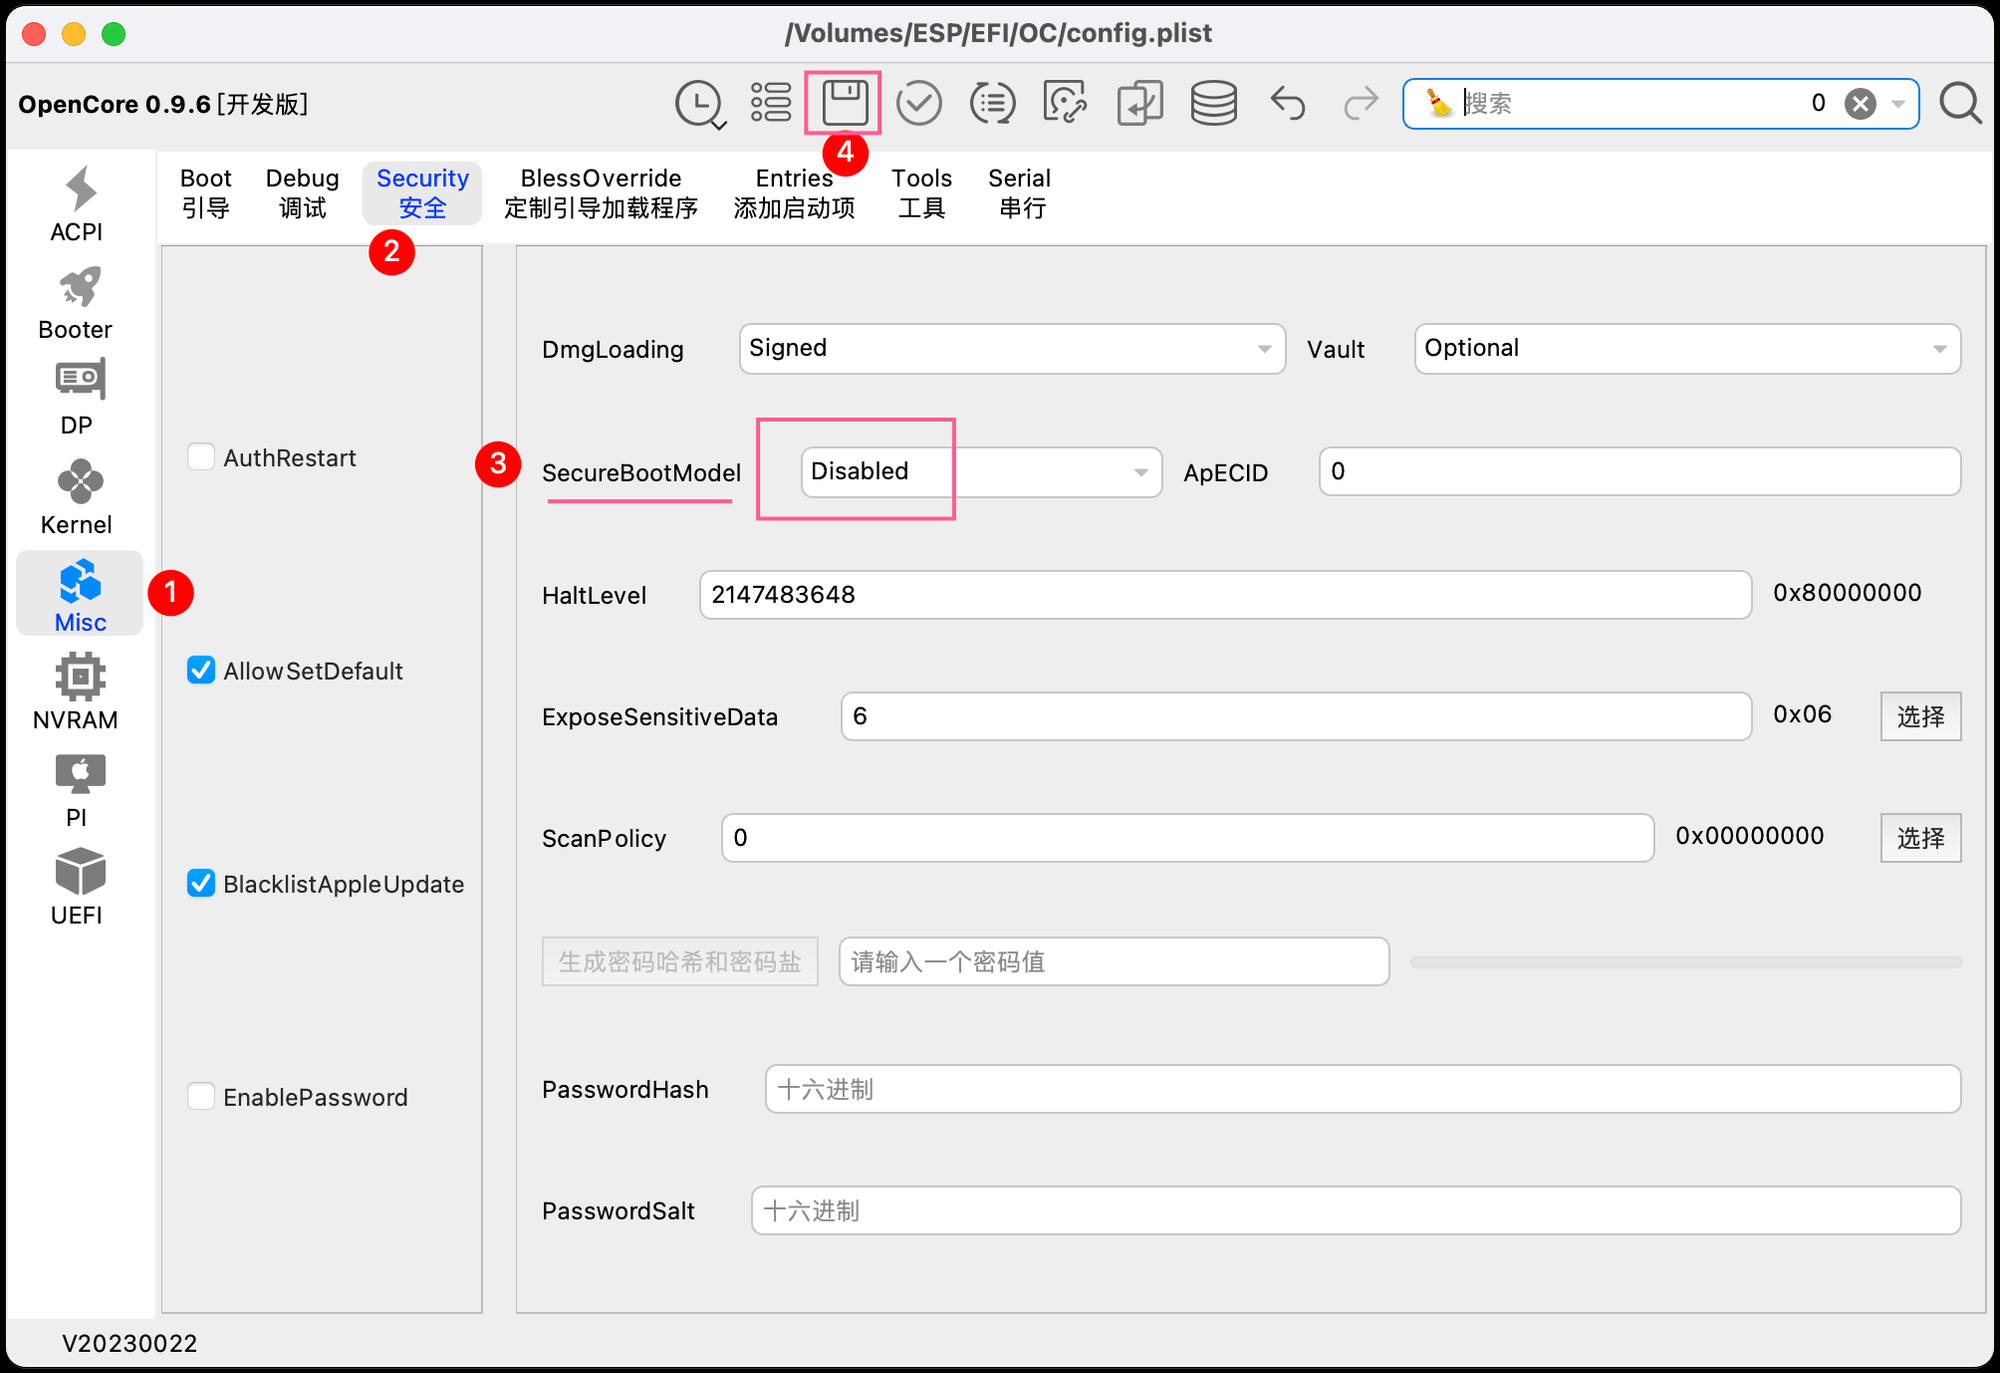 /Volumes/ESP/EFI/OC/config.plist
OpenCore 0.9.6 [开发版]
搜索
0
4
ACPI
Booter
DP
Kernel
Misc
1
NVRAM
PI
UEFI
Boot
引导
Debug
调试
Security
安全
2
BlessOverride
定制引导加载程序
Entries
添加启动项
Tools
工具
Serial
串行
AuthRestart
AllowSetDefault
BlacklistAppleUpdate
EnablePassword
DmgLoading Signed Vault Optional
3 SecureBootModel Disabled ApECID 0
HaltLevel 2147483648 0x80000000
ExposeSensitiveData 6 0x06 选择
ScanPolicy 0 0x00000000 选择
生成密码哈希和密码盐 请输入一个密码值
PasswordHash 十六进制
PasswordSalt 十六进制
V20230022